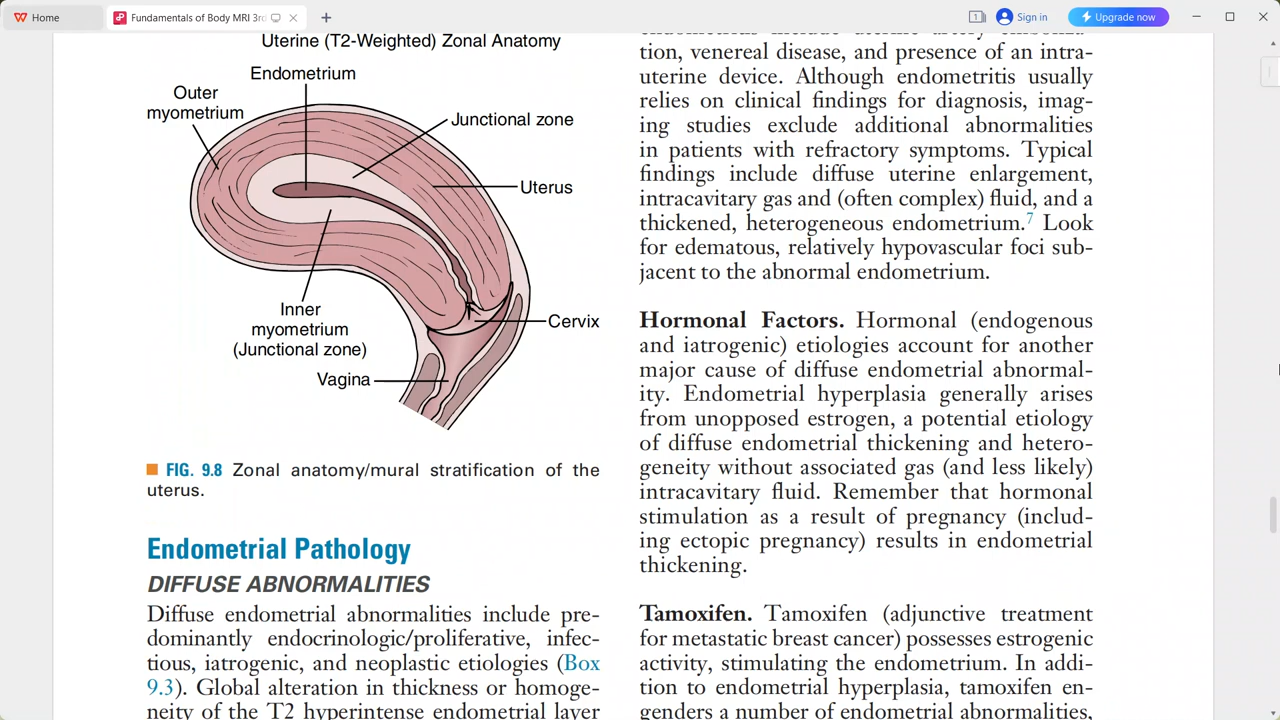 Home
Fundamentals of Body MRI 3rd
Sign in
Upgrade now
Uterine (T2-Weighted) Zonal Anatomy
Endometrium
Outer
myometrium
Junctional zone
Uterus
Inner
myometrium
(Junctional zone)
Cervix
Vagina
FIG. 9.8 Zonal anatomy/mural stratification of the
uterus.
Endometrial Pathology
DIFFUSE ABNORMALITIES
Diffuse endometrial abnormalities include pre-
dominantly endocrinologic/proliferative, infec-
tious, iatrogenic, and neoplastic etiologies (Box
9.3). Global alteration in thickness or homoge-
neity of the T2 hyperintense endometrial layer
tion, venereal disease, and presence of an intra-
uterine device. Although endometritis usually
relies on clinical findings for diagnosis, imag-
ing studies exclude additional abnormalities
in patients with refractory symptoms. Typical
findings include diffuse uterine enlargement,
intracavitary gas and (often complex) fluid, and a
thickened, heterogeneous endometrium.7 Look
for edematous, relatively hypovascular foci sub-
jacent to the abnormal endometrium.
Hormonal Factors. Hormonal (endogenous
and iatrogenic) etiologies account for another
major cause of diffuse endometrial abnormal-
ity. Endometrial hyperplasia generally arises
from unopposed estrogen, a potential etiology
of diffuse endometrial thickening and hetero-
geneity without associated gas (and less likely)
intracavitary fluid. Remember that hormonal
stimulation as a result of pregnancy (includ-
ing ectopic pregnancy) results in endometrial
thickening.
Tamoxifen. Tamoxifen (adjunctive treatment
for metastatic breast cancer) possesses estrogenic
activity, stimulating the endometrium. In addi-
tion to endometrial hyperplasia, tamoxifen en-
genders a number of endometrial abnormalities,